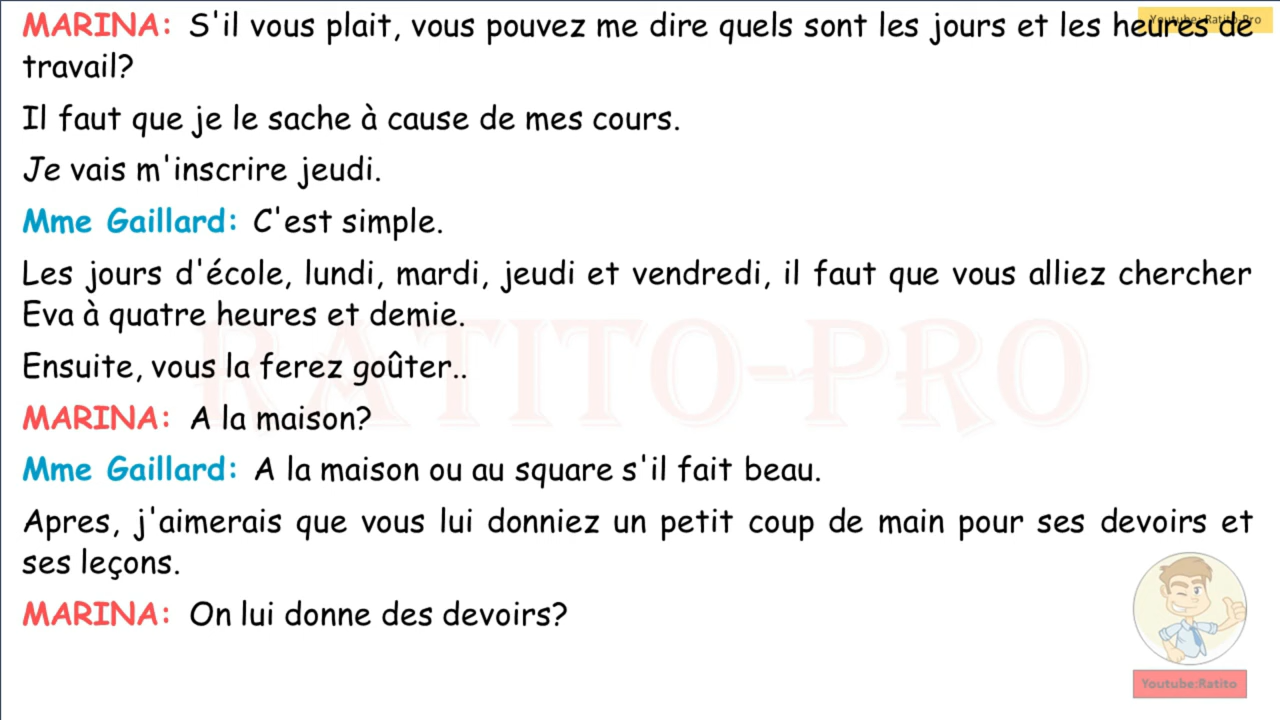 Youtube: Ratito-Pro
MARINA: S'il vous plait, vous pouvez me dire quels sont les jours et les heures de
travail?
Il faut que je le sache à cause de mes cours.
Je vais m'inscrire jeudi.
Mme Gaillard: C'est simple.
Les jours d'école, lundi, mardi, jeudi et vendredi, il faut que vous alliez chercher
Eva à quatre heures et demie.
Ensuite, vous la ferez goûter..
MARINA: A la maison?
RATITO-PRO
Mme Gaillard: A la maison ou au square s'il fait beau.
Apres, j'aimerais que vous lui donniez un petit coup de main pour ses devoirs et
ses leçons.
MARINA: On lui donne des devoirs?
Youtube:Ratito